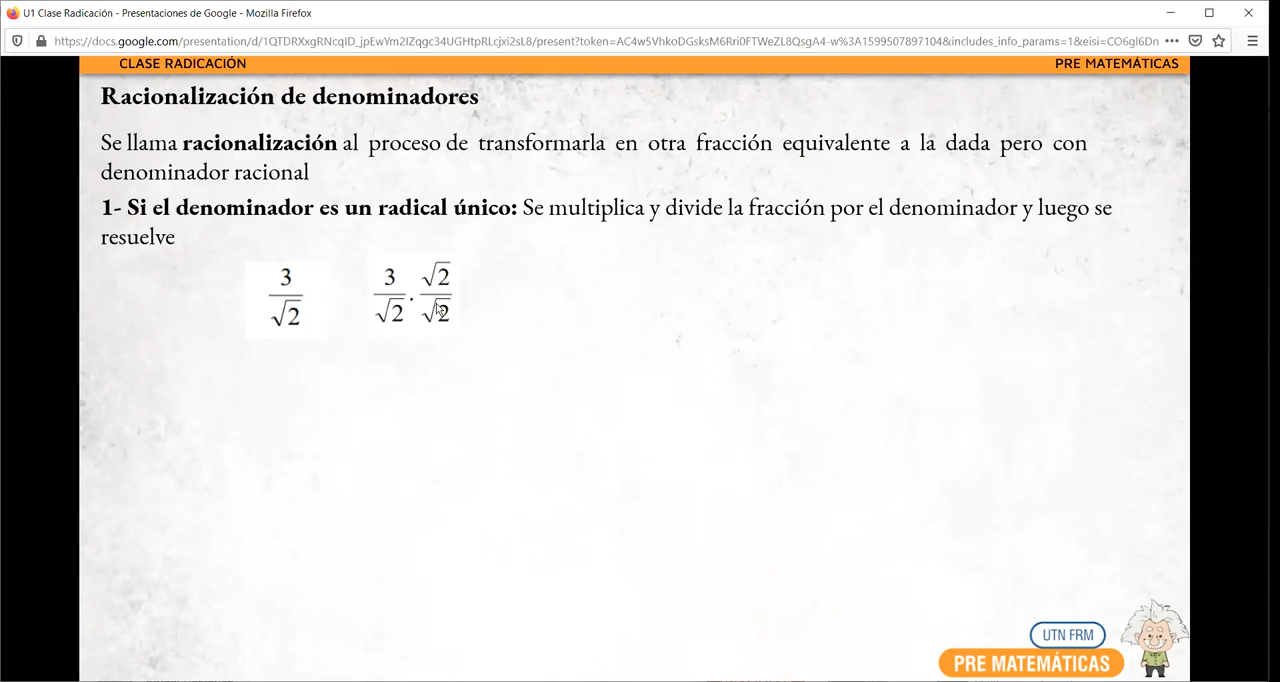 U1 Clase Radicación - Presentaciones de Google - Mozilla Firefox
https://docs.google.com/presentation/d/1QTDRXxgRNcqID_jpEwYm2IZqgc34UGHtpRLcjxi2sL8/present?token=AC4w5VhkoDGsksM6Rri0FTWeZL8QsgA4-w%3A1599507897104&includes_info_params=1&eisi=CO6gI6Dn
CLASE RADICACIÓN PRE MATEMÁTICAS
Racionalización de denominadores
Se llama racionalización al proceso de transformarla en otra fracción equivalente a la dada pero con
denominador racional
1- Si el denominador es un radical único: Se multiplica y divide la fracción por el denominador y luego se
resuelve
3/√2 3/√2 · √2/√2
UTN FRM
PRE MATEMÁTICAS